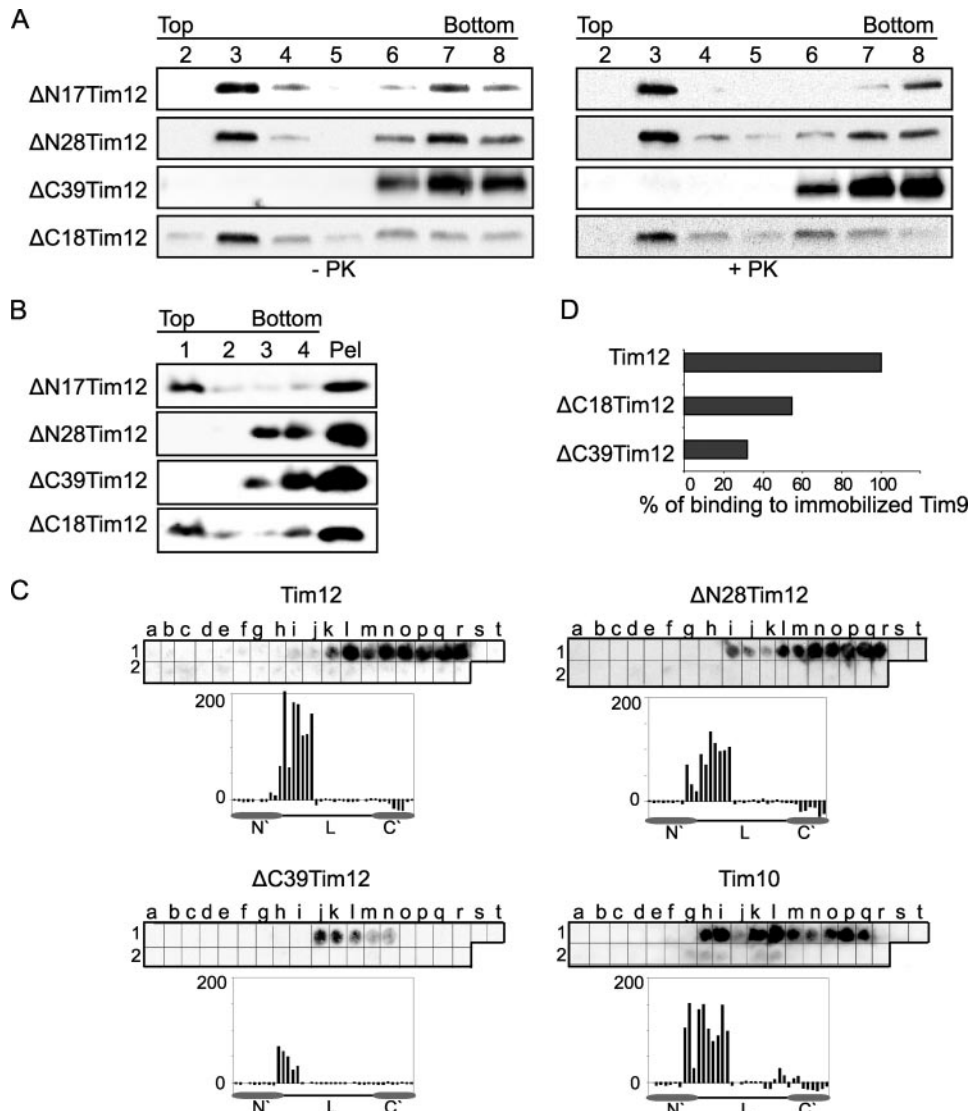 A
Top Bottom
2 3 4 5 6 7 8
ΔN17Tim12
ΔN28Tim12
ΔC39Tim12
ΔC18Tim12
- PK
Top Bottom
2 3 4 5 6 7 8
+ PK
B
Top Bottom
1 2 3 4 Pel
ΔN17Tim12
ΔN28Tim12
ΔC39Tim12
ΔC18Tim12
D
Tim12
ΔC18Tim12
ΔC39Tim12
0 20 40 60 80 100
% of binding to immobilized Tim9
C
Tim12
a b c d e f g h i j k l m n o p q r s t
1
2
200
0
N` L C`
ΔN28Tim12
a b c d e f g h i j k l m n o p q r s t
1
2
200
0
N` L C`
ΔC39Tim12
a b c d e f g h i j k l m n o p q r s t
1
2
200
0
N` L C`
Tim10
a b c d e f g h i j k l m n o p q r s t
1
2
200
0
N` L C`